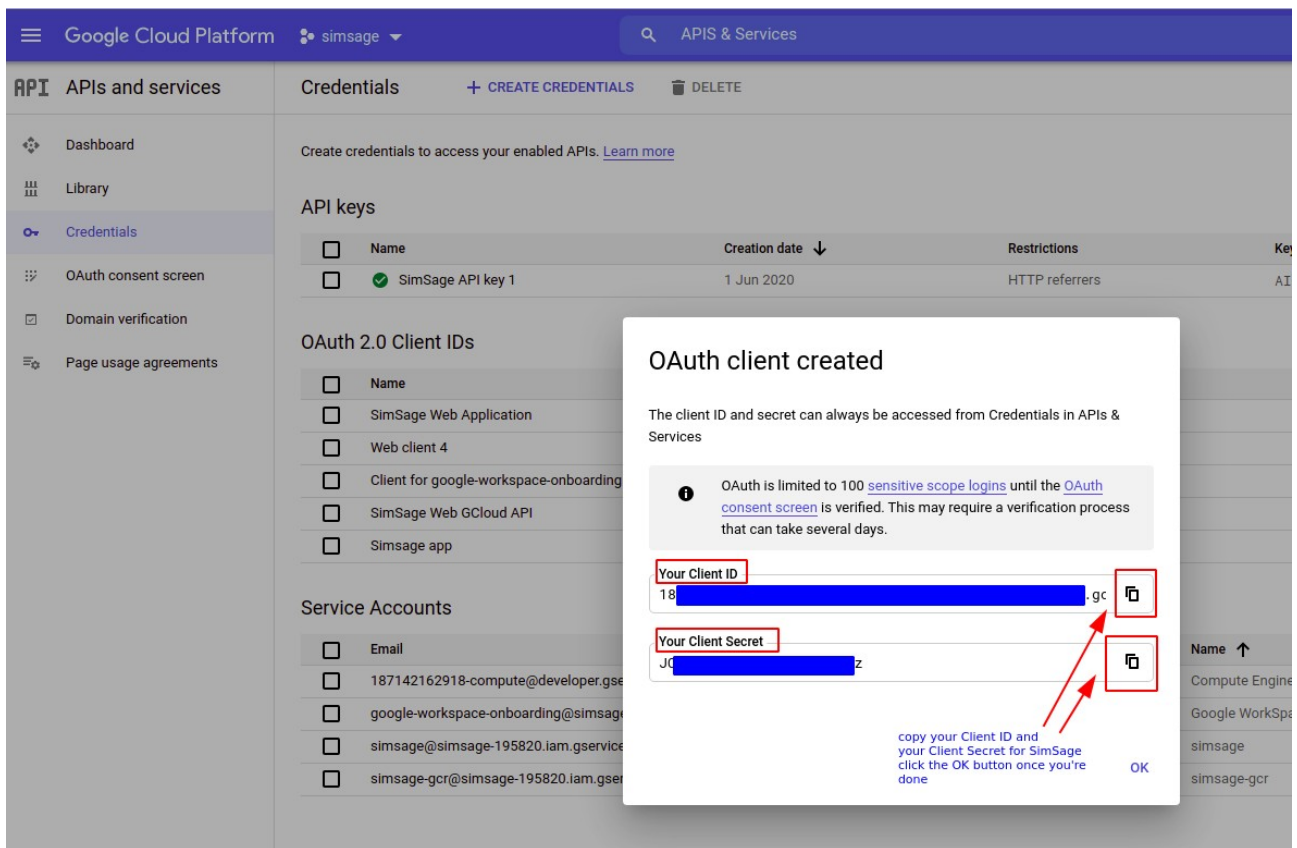 Google Cloud Platform simsage APIS & Services
API APIs and services Credentials + CREATE CREDENTIALS DELETE
Dashboard
Library
Credentials
OAuth consent screen
Domain verification
Page usage agreements
Create credentials to access your enabled APIs. Learn more
API keys
Name Creation date Restrictions Key
SimSage API key 1 1 Jun 2020 HTTP referrers AI
OAuth 2.0 Client IDs
Name
SimSage Web Application
Web client 4
Client for google-workspace-onboarding
SimSage Web GCloud API
Simsage app
Service Accounts
Email Name
187142162918-compute@developer.gse Compute Engine
google-workspace-onboarding@simsage Google WorkSpa
simsage@simsage-195820.iam.gservice simsage
simsage-gcr@simsage-195820.iam.gser simsage-gcr
OAuth client created
The client ID and secret can always be accessed from Credentials in APIs &
Services
OAuth is limited to 100 sensitive scope logins until the OAuth
consent screen is verified. This may require a verification process
that can take several days.
Your Client ID
18 .gc
Your Client Secret
JC z
copy your Client ID and
your Client Secret for SimSage
click the OK button once you're
done
OK